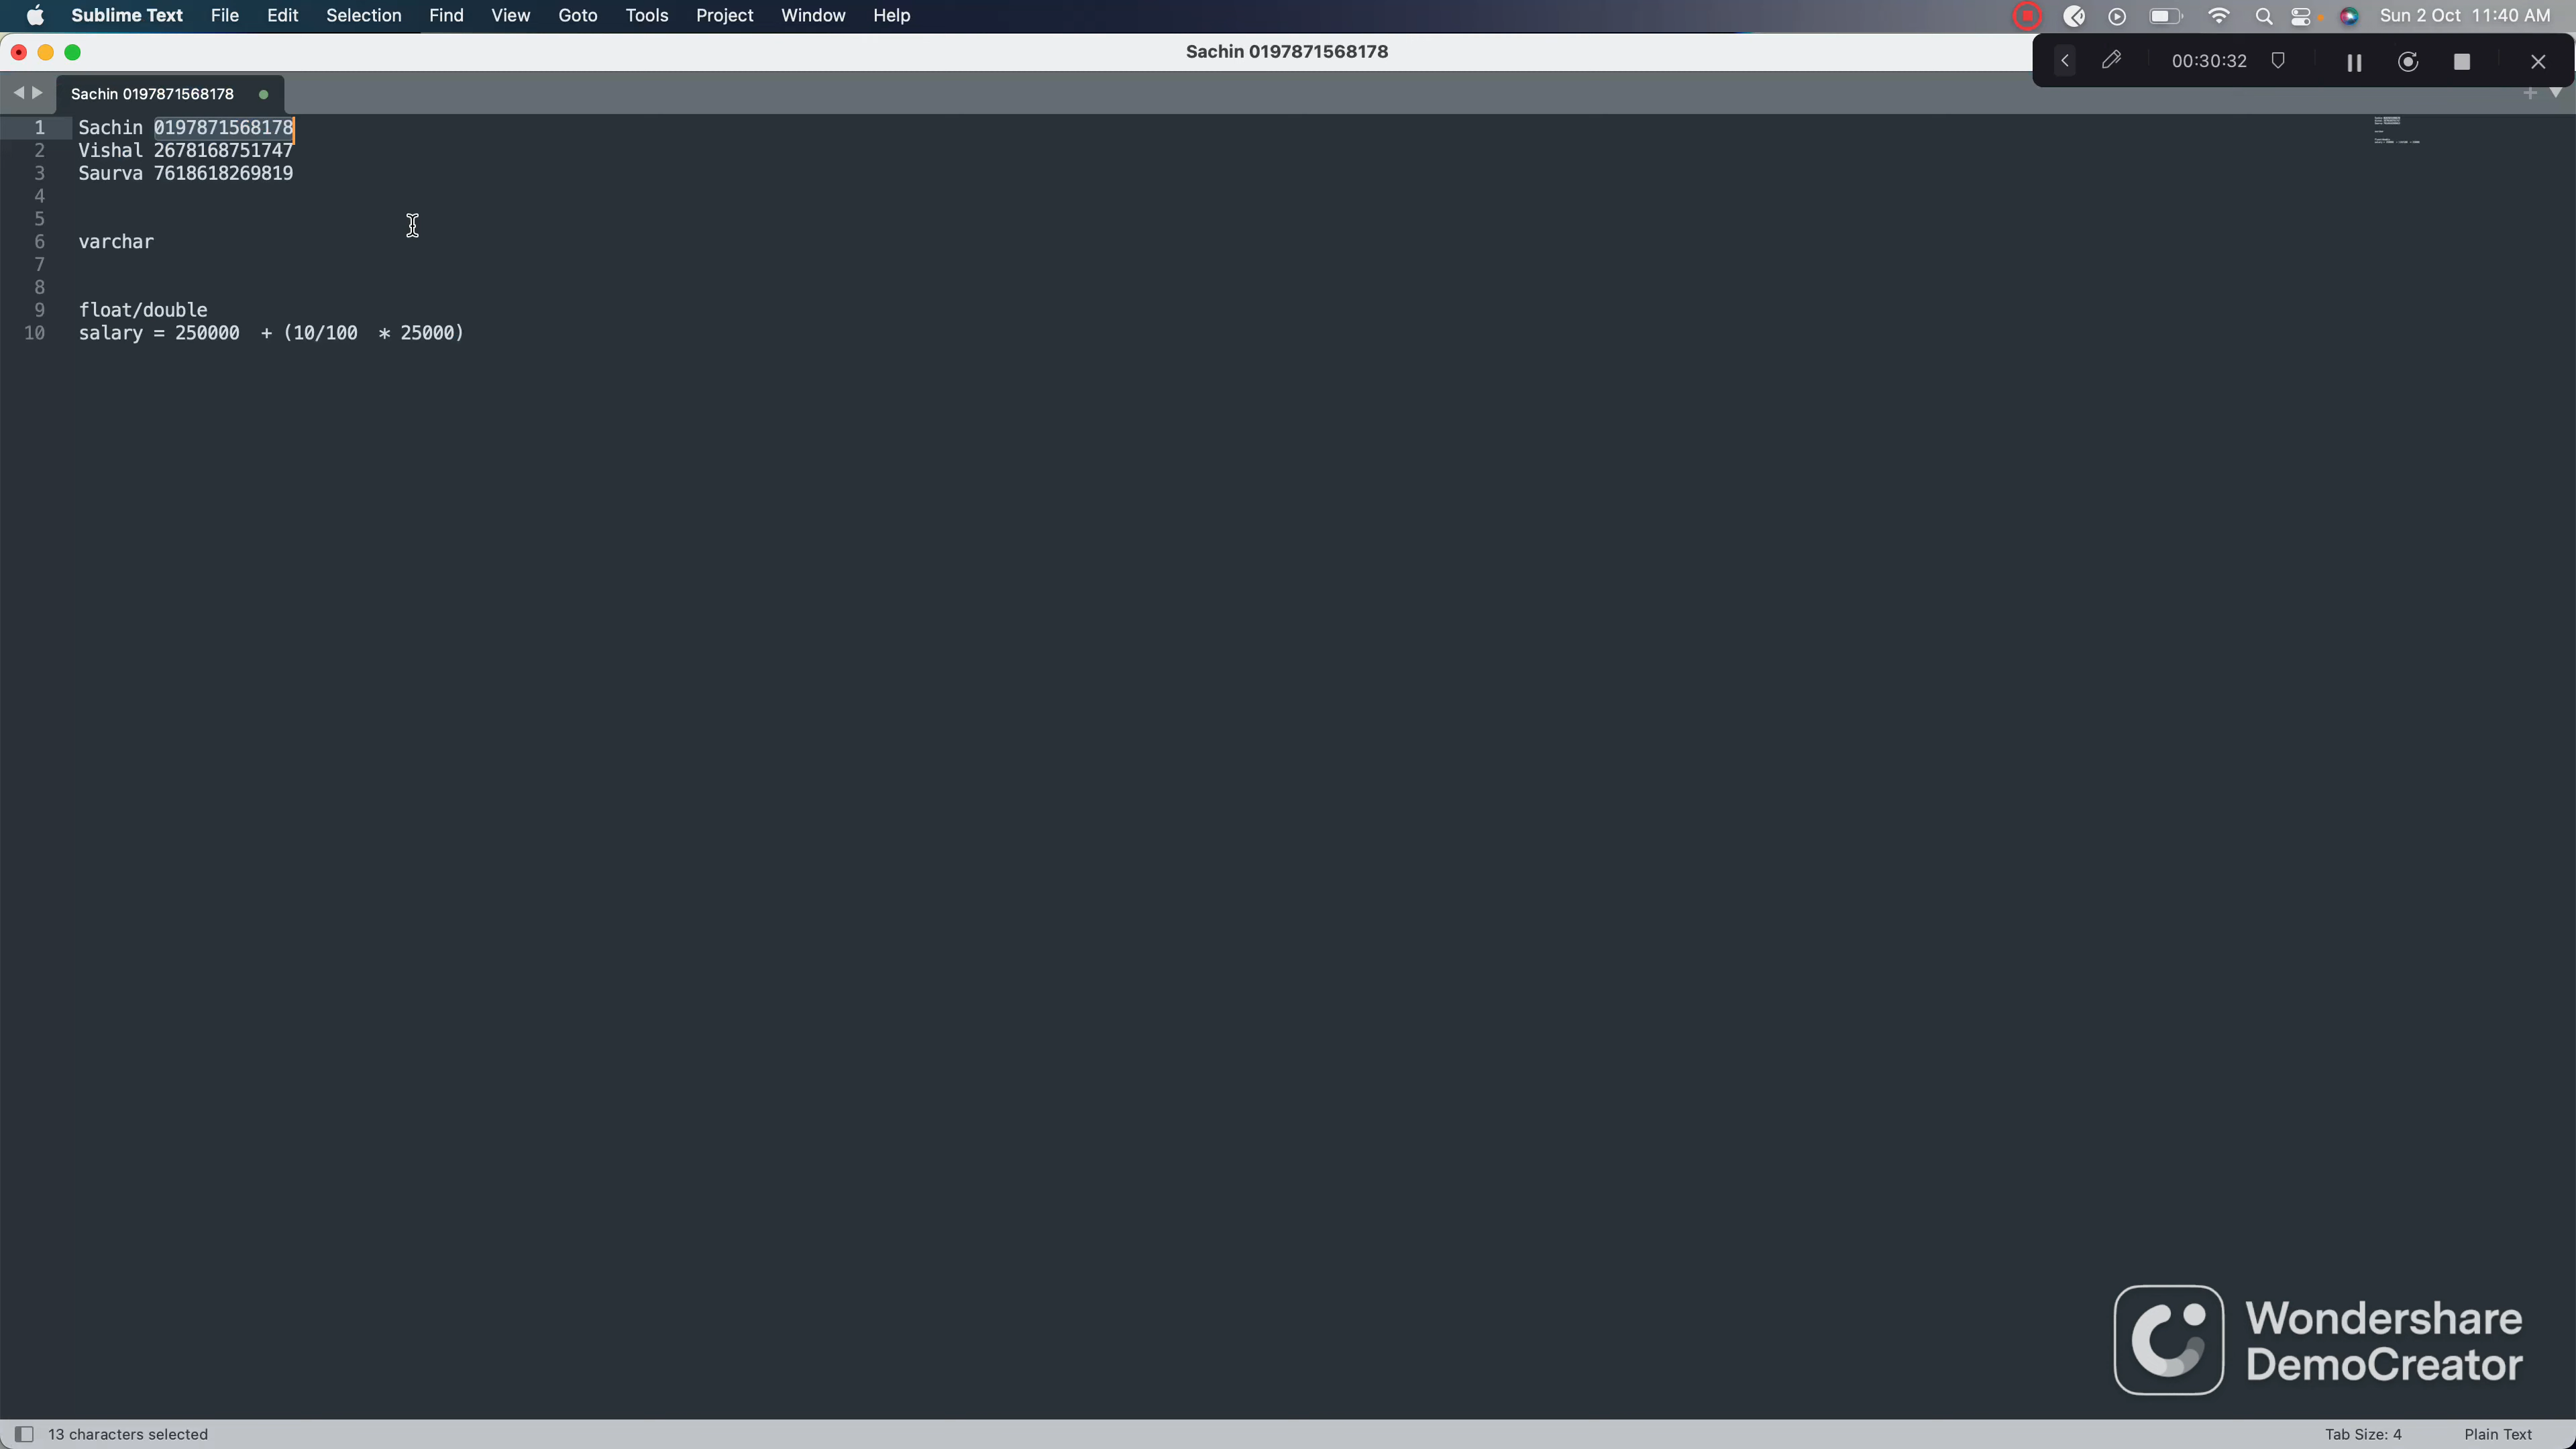 Sublime Text File Edit Selection Find View Goto Tools Project Window Help Sun 2 Oct 11:40 AM
Sachin 0197871568178
00:30:32
Sachin 0197871568178
1 Sachin 0197871568178
2 Vishal 2678168751747
3 Saurva 7618618269819
4
5
6 varchar
7
8
9 float/double
10 salary = 250000 + (10/100 * 25000)
Wondershare
DemoCreator
13 characters selected Tab Size: 4 Plain Text